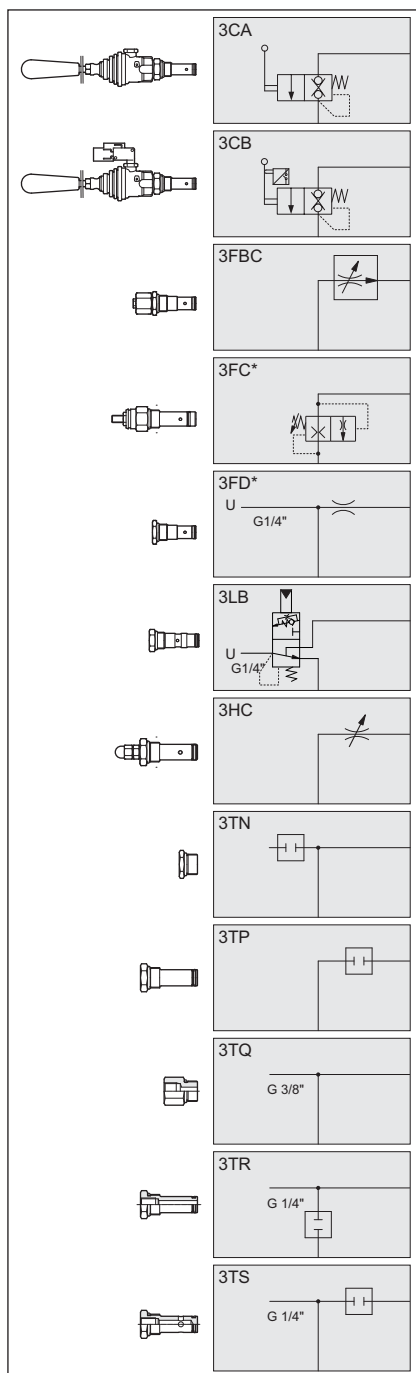 3CA
3CB
3FBC
3FC*
3FD*
U
G1/4"
3LB
U
G1/4"
3HC
3TN
3TP
3TQ
G 3/8"
3TR
G 1/4"
3TS
G 1/4"